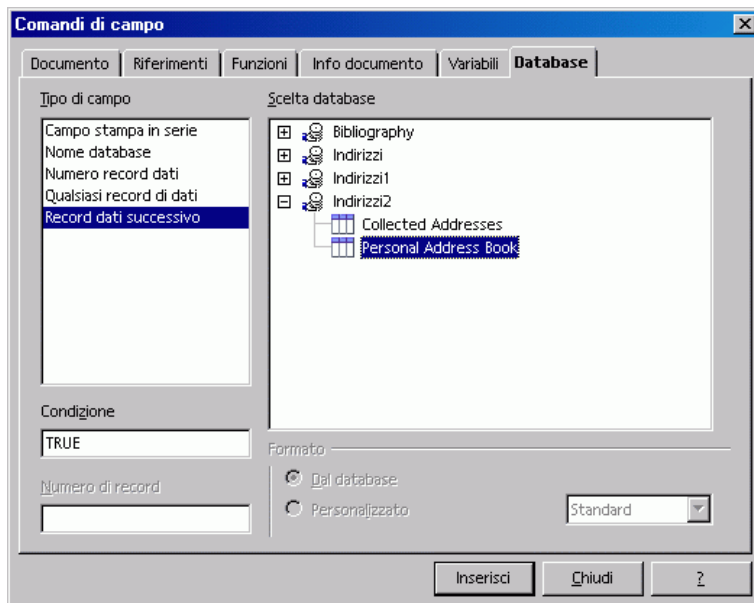 Comandi di campo
Documento Riferimenti Funzioni Info documento Variabili Database
Tipo di campo
Campo stampa in serie
Nome database
Numero record dati
Qualsiasi record di dati
Record dati successivo
Condizione
TRUE
Numero di record
Scelta database
Bibliography
Indirizzi
Indirizzi1
Indirizzi2
Collected Addresses
Personal Address Book
Formato
Dal database
Personalizzato
Standard
Inserisci Chiudi ?